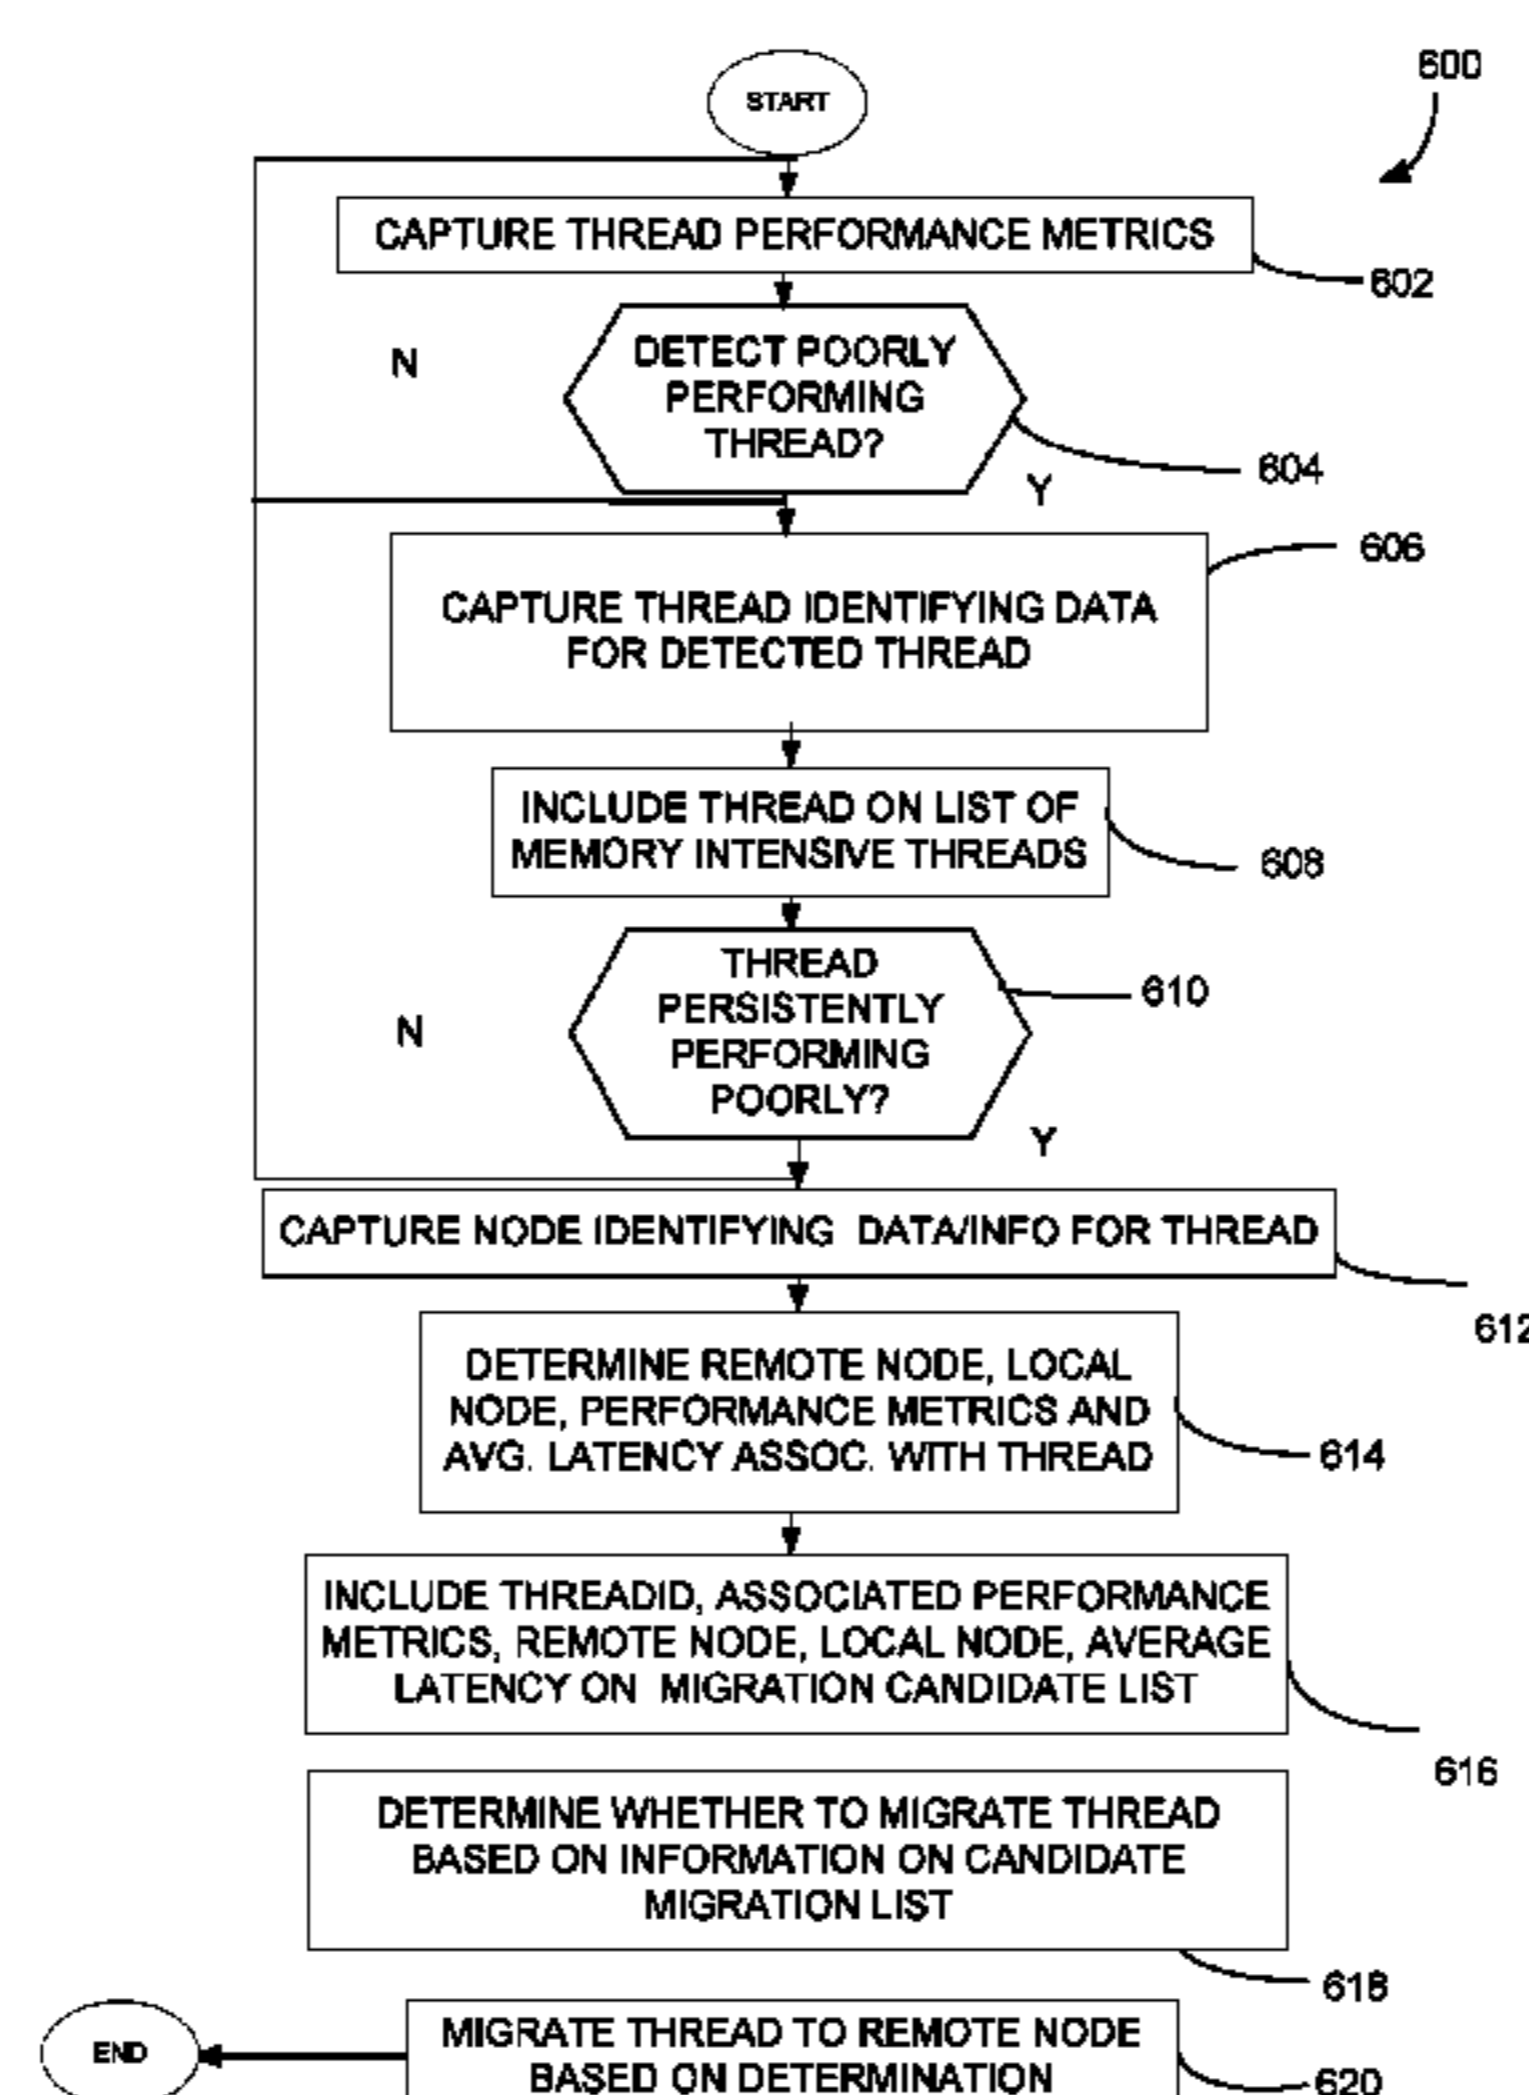 START
600
CAPTURE THREAD PERFORMANCE METRICS
602
N
DETECT POORLY
PERFORMING
THREAD?
604
Y
606
CAPTURE THREAD IDENTIFYING DATA
FOR DETECTED THREAD
INCLUDE THREAD ON LIST OF
MEMORY INTENSIVE THREADS
608
THREAD
PERSISTENTLY
PERFORMING
POORLY?
610
N
Y
CAPTURE NODE IDENTIFYING DATA/INFO FOR THREAD
612
DETERMINE REMOTE NODE, LOCAL
NODE, PERFORMANCE METRICS AND
AVG. LATENCY ASSOC. WITH THREAD
614
INCLUDE THREADID, ASSOCIATED PERFORMANCE
METRICS, REMOTE NODE, LOCAL NODE, AVERAGE
LATENCY ON MIGRATION CANDIDATE LIST
616
DETERMINE WHETHER TO MIGRATE THREAD
BASED ON INFORMATION ON CANDIDATE
MIGRATION LIST
618
END
MIGRATE THREAD TO REMOTE NODE
BASED ON DETERMINATION
620